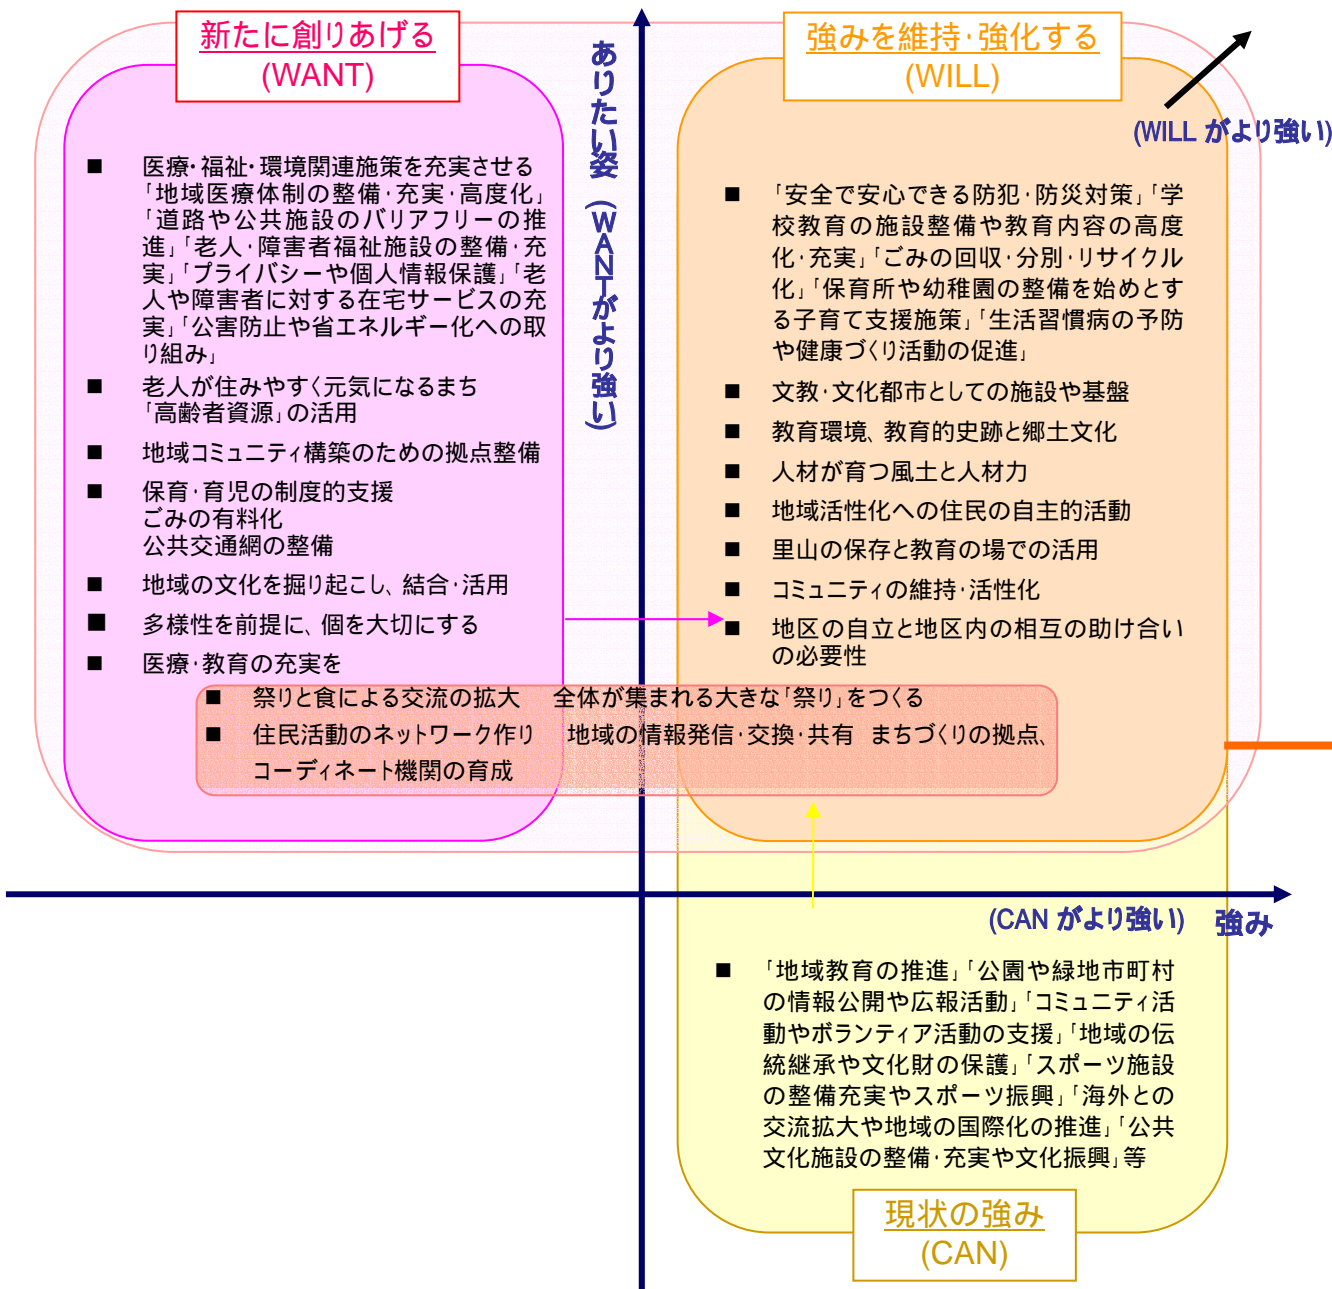 新たに創りあげる
(WANT)
強みを維持・強化する
(WILL)
ありたい姿（WANTがより強い）
(WILL がより強い)
■ 医療・福祉・環境関連施策を充実させる
「地域医療体制の整備・充実・高度化」
「道路や公共施設のバリアフリーの推
進」「老人・障害者福祉施設の整備・充
実」「プライバシーや個人情報保護」「老
人や障害者に対する在宅サービスの充
実」「公害防止や省エネルギー化への取
り組み」
■ 老人が住みやすく元気になるまち
「高齢者資源」の活用
■ 地域コミュニティ構築のための拠点整備
■ 保育・育児の制度的支援
ごみの有料化
公共交通網の整備
■ 地域の文化を掘り起こし、結合・活用
■ 多様性を前提に、個を大切にする
■ 医療・教育の充実を
■ 「安全で安心できる防犯・防災対策」「学
校教育の施設整備や教育内容の高度
化・充実」「ごみの回収・分別・リサイクル
化」「保育所や幼稚園の整備を始めとす
る子育て支援施策」「生活習慣病の予防
や健康づくり活動の促進」
■ 文教・文化都市としての施設や基盤
■ 教育環境、教育的史跡と郷土文化
■ 人材が育つ風土と人材力
■ 地域活性化への住民の自主的活動
■ 里山の保存と教育の場での活用
■ コミュニティの維持・活性化
■ 地区の自立と地区内の相互の助け合い
の必要性
■ 祭りと食による交流の拡大　全体が集まれる大きな「祭り」をつくる
■ 住民活動のネットワーク作り　地域の情報発信・交換・共有　まちづくりの拠点、
コーディネート機関の育成
(CAN がより強い)　強み
■ 「地域教育の推進」「公園や緑地市町村
の情報公開や広報活動」「コミュニティ活
動やボランティア活動の支援」「地域の伝
統継承や文化財の保護」「スポーツ施設
の整備充実やスポーツ振興」「海外との
交流拡大や地域の国際化の推進」「公共
文化施設の整備・充実や文化振興」等
現状の強み
(CAN)